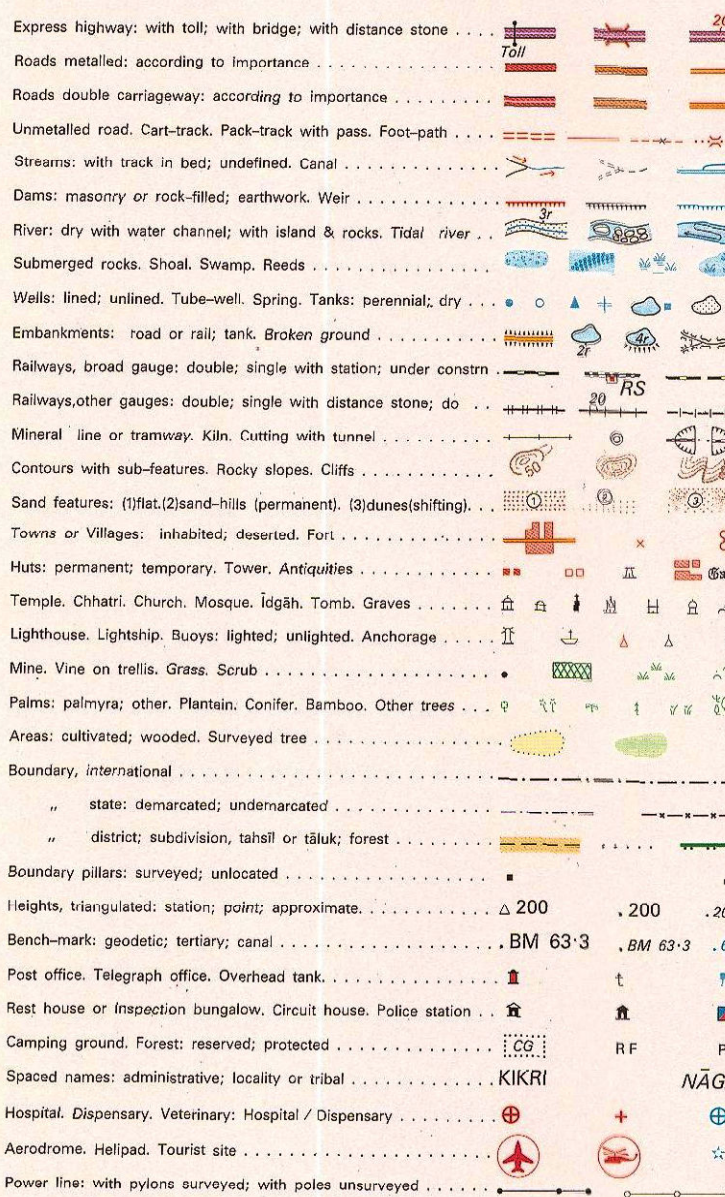 Express highway: with toll; with bridge; with distance stone
Toll
Roads metalled: according to importance
Roads double carriageway: according to importance
Unmetalled road. Cart-track. Pack-track with pass. Foot-path
Streams: with track in bed; undefined. Canal
Dams: masonry or rock-filled; earthwork. Weir
3r
River: dry with water channel; with island & rocks. Tidal river
Submerged rocks. Shoal. Swamp. Reeds
Wells: lined; unlined. Tube-well. Spring. Tanks: perennial; dry
Embankments: road or rail; tank. Broken ground
2r 4r
Railways, broad gauge: double; single with station; under constrn
RS
Railways,other gauges: double; single with distance stone; do
20
Mineral line or tramway. Kiln. Cutting with tunnel
Contours with sub-features. Rocky slopes. Cliffs
50
Sand features: (1)flat.(2)sand-hills (permanent). (3)dunes(shifting).
1 2 3
Towns or Villages: inhabited; deserted. Fort
Huts: permanent; temporary. Tower. Antiquities
Temple. Chhatri. Church. Mosque. Īdgāh. Tomb. Graves
Lighthouse. Lightship. Buoys: lighted; unlighted. Anchorage
Mine. Vine on trellis. Grass. Scrub
Palms: palmyra; other. Plantain. Conifer. Bamboo. Other trees
Areas: cultivated; wooded. Surveyed tree
Boundary, international
„ state: demarcated; undemarcated
„ district; subdivision, tahsīl or tāluk; forest
Boundary pillars: surveyed; unlocated
Heights, triangulated: station; point; approximate. 200 .200
Bench-mark: geodetic; tertiary; canal .BM 63·3 .BM 63·3
Post office. Telegraph office. Overhead tank. t
Rest house or Inspection bungalow. Circuit house. Police station
Camping ground. Forest: reserved; protected CG RF P
Spaced names: administrative; locality or tribal KIKRI NĀG
Hospital. Dispensary. Veterinary: Hospital / Dispensary
Aerodrome. Helipad. Tourist site
Power line: with pylons surveyed; with poles unsurveyed